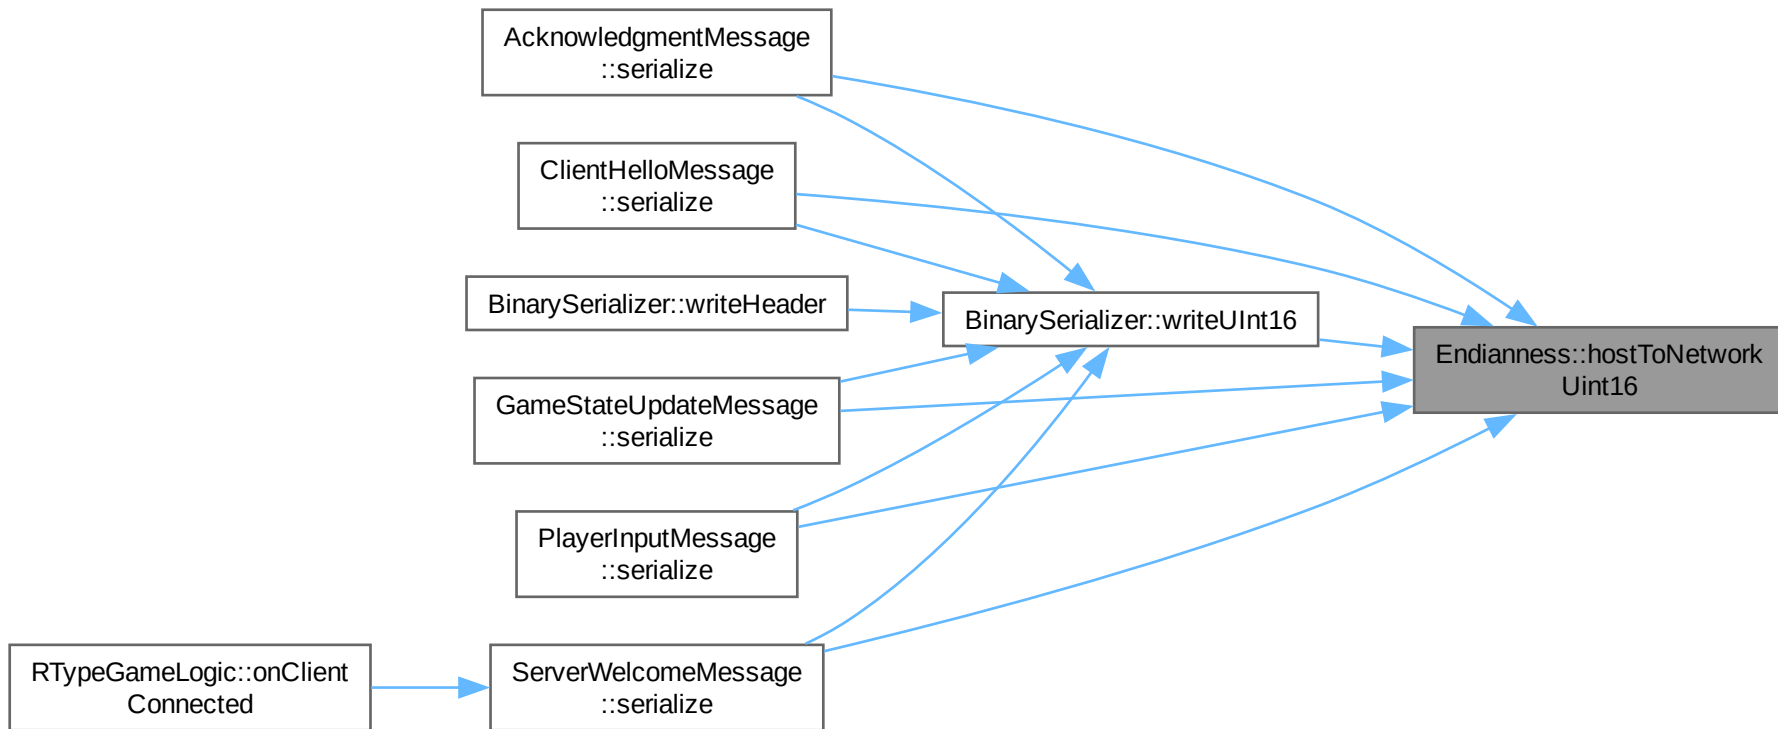 AcknowledgmentMessage
::serialize
ClientHelloMessage
::serialize
BinarySerializer::writeHeader
BinarySerializer::writeUInt16
Endianness::hostToNetwork
Uint16
GameStateUpdateMessage
::serialize
PlayerInputMessage
::serialize
RTypeGameLogic::onClient
Connected
ServerWelcomeMessage
::serialize